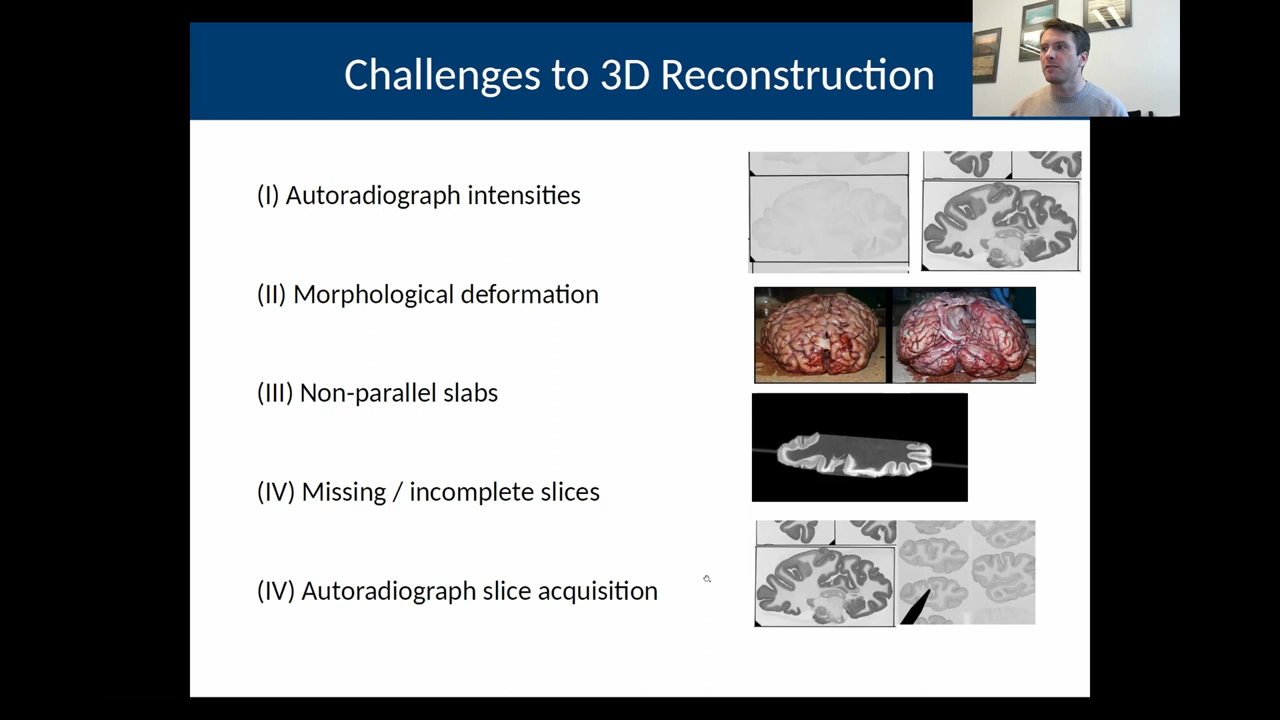 Challenges to 3D Reconstruction
(I) Autoradiograph intensities
(II) Morphological deformation
(III) Non-parallel slabs
(IV) Missing / incomplete slices
(IV) Autoradiograph slice acquisition